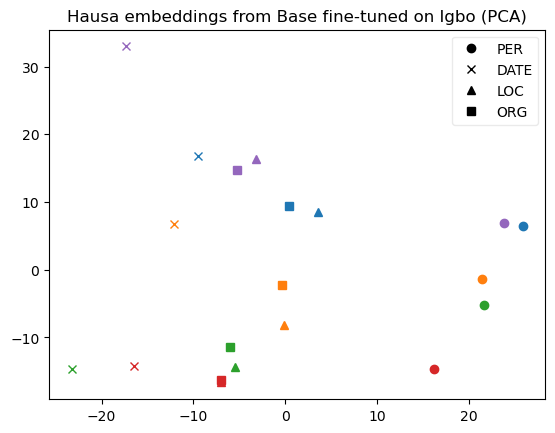 Hausa embeddings from Base fine-tuned on Igbo (PCA)
PER
DATE
LOC
ORG
30
20
10
0
−10
−20
−10
0
10
20